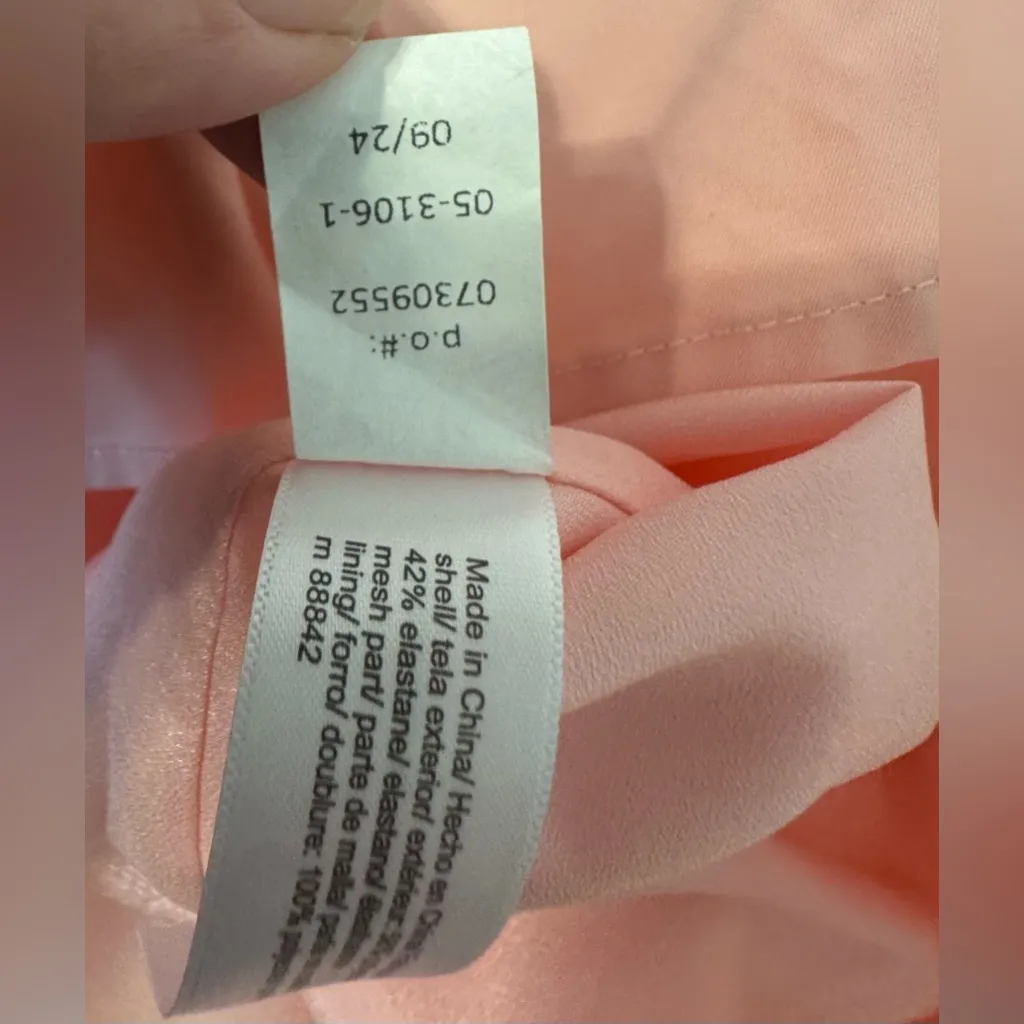 p.o.#:
07309552
05-3106-1
09/24
Made in China/ Hecho en
shell/ tela exterior/ extérieur:
42% elastane/ elastano/
mesh part/ parte de malla/
lining/ forro/ doublure: 100%
m 88842